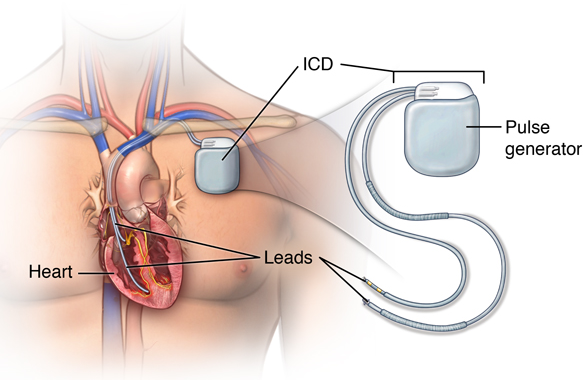 ICD
Pulse
generator
Leads
Heart